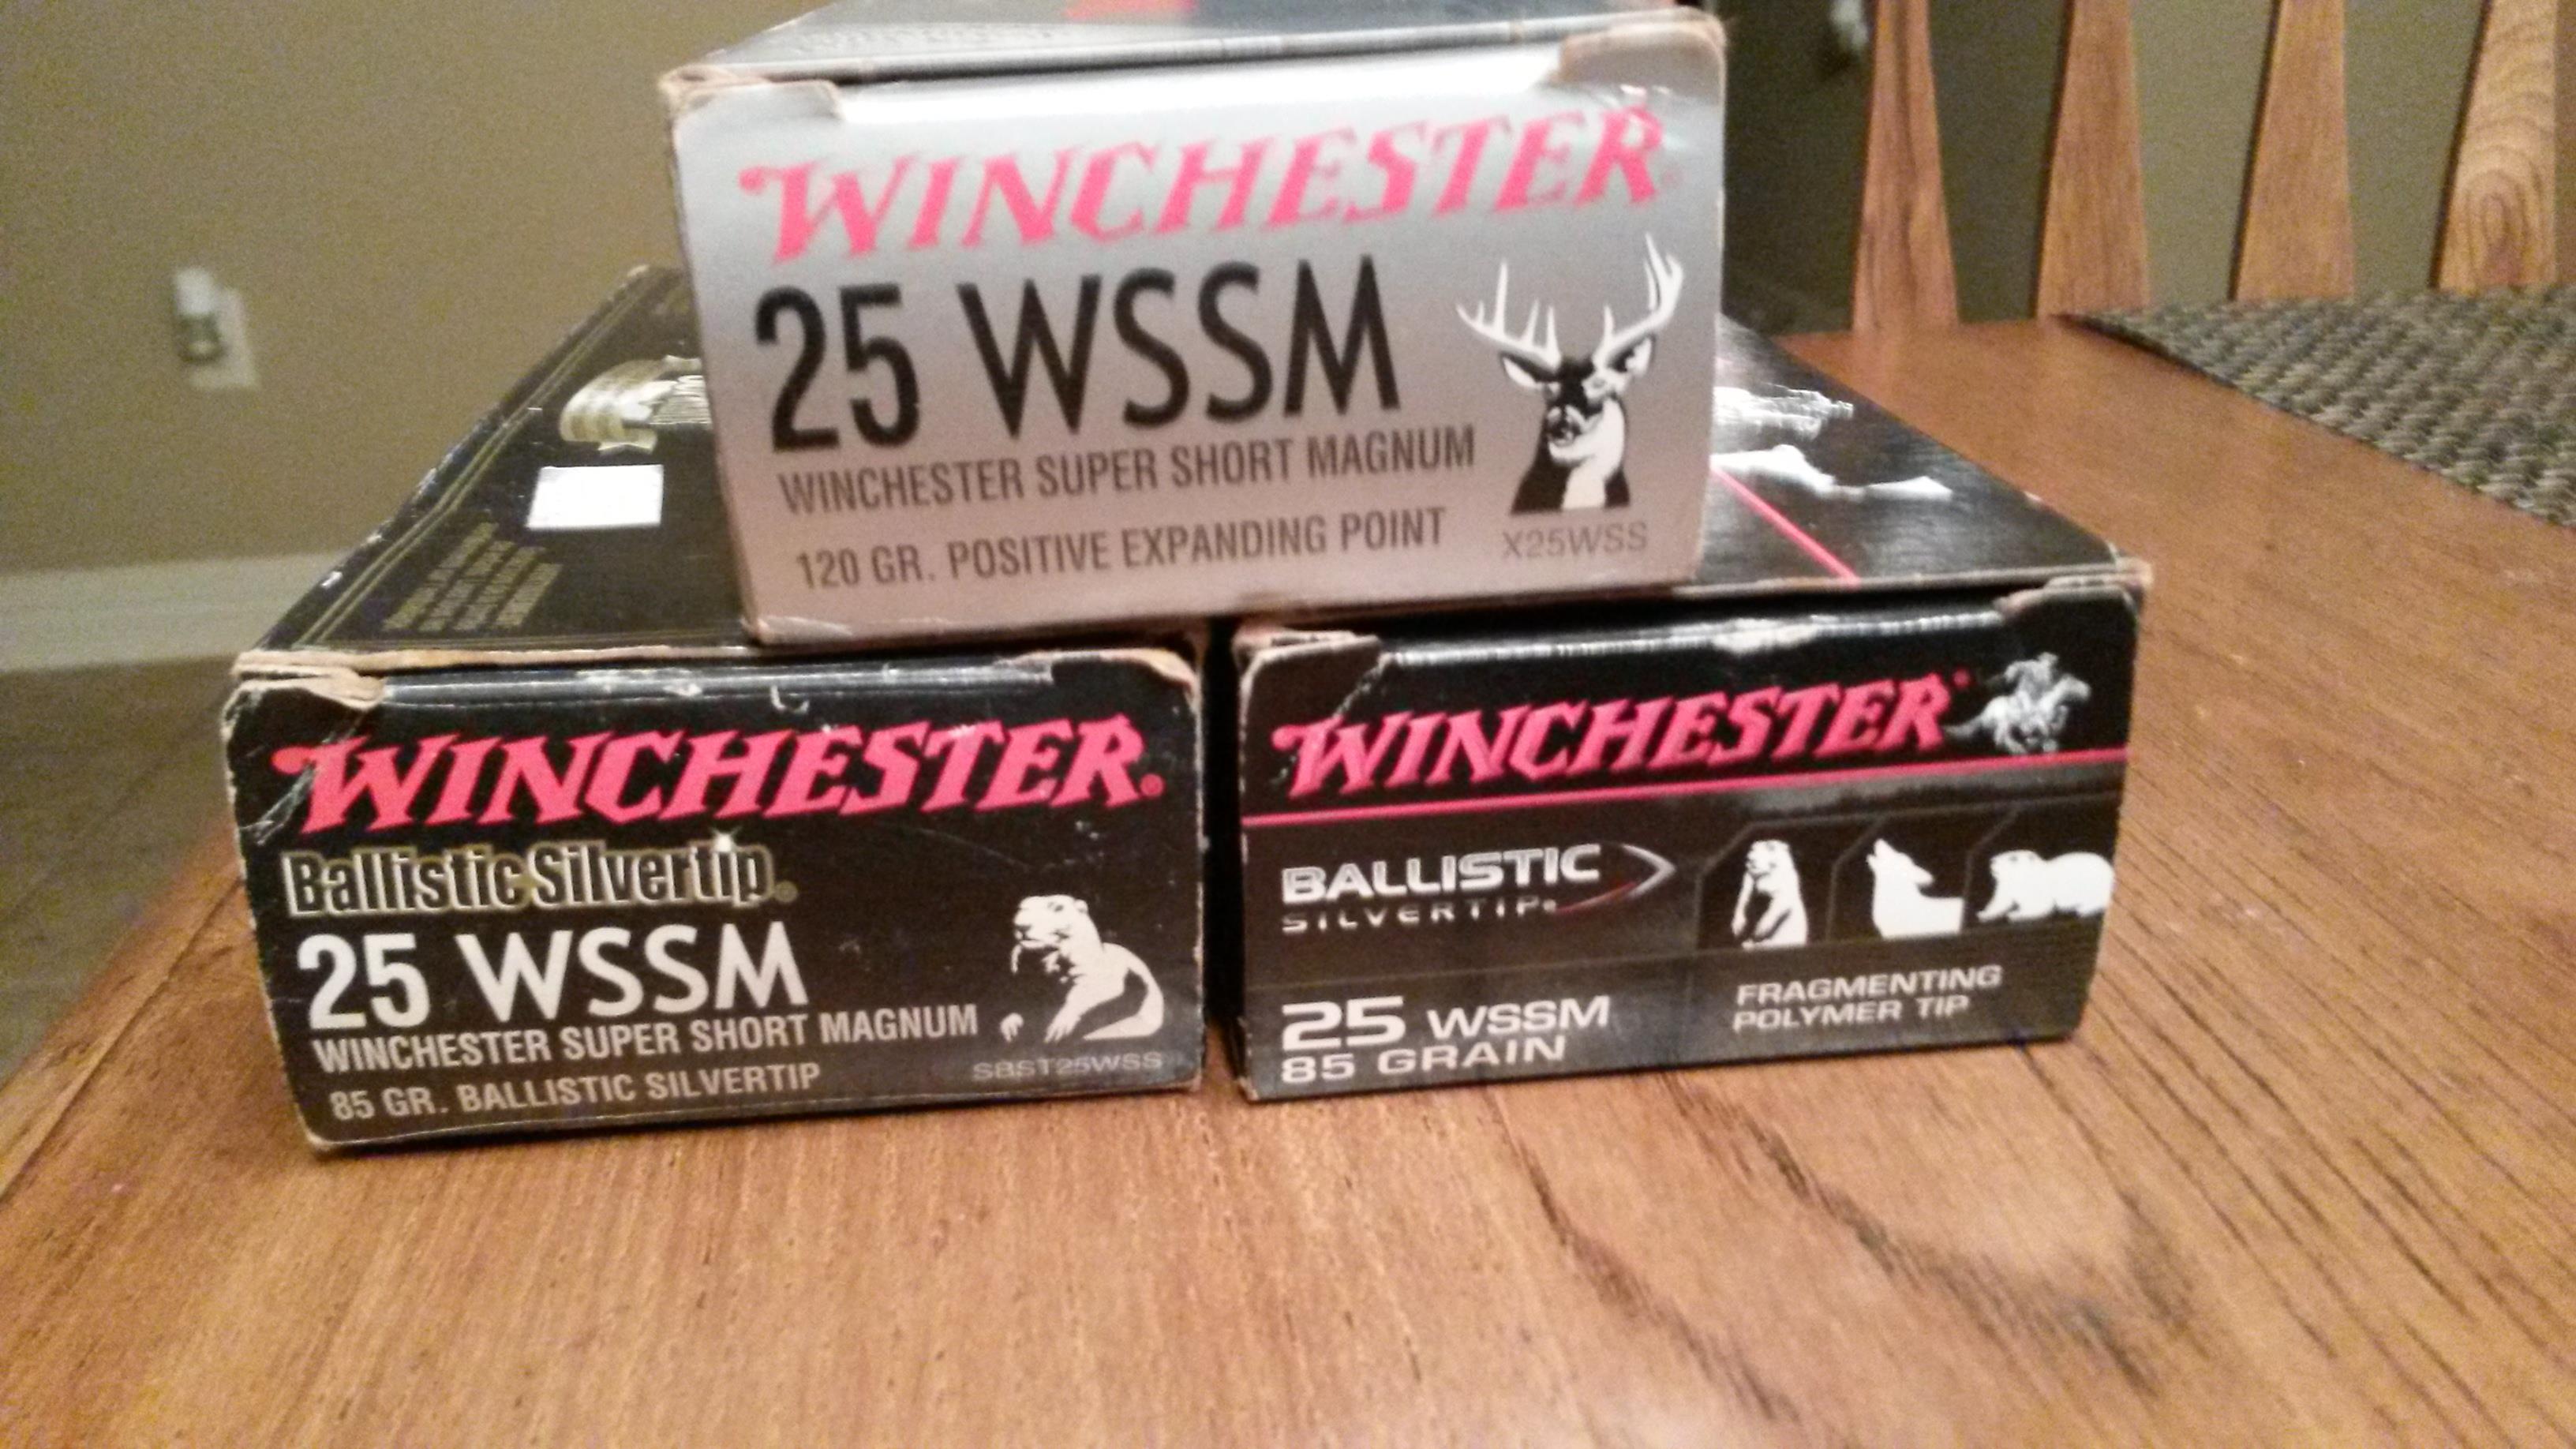 WINCHESTER
25 WSSM
WINCHESTER SUPER SHORT MAGNUM
120 GR. POSITIVE EXPANDING POINT
X25WSS
WINCHESTER®
Ballistic Silvertip®
25 WSSM
WINCHESTER SUPER SHORT MAGNUM
85 GR. BALLISTIC SILVERTIP
SBST25WSS
WINCHESTER®
BALLISTIC
SILVERTIP®
25 WSSM
85 GRAIN
FRAGMENTING
POLYMER TIP